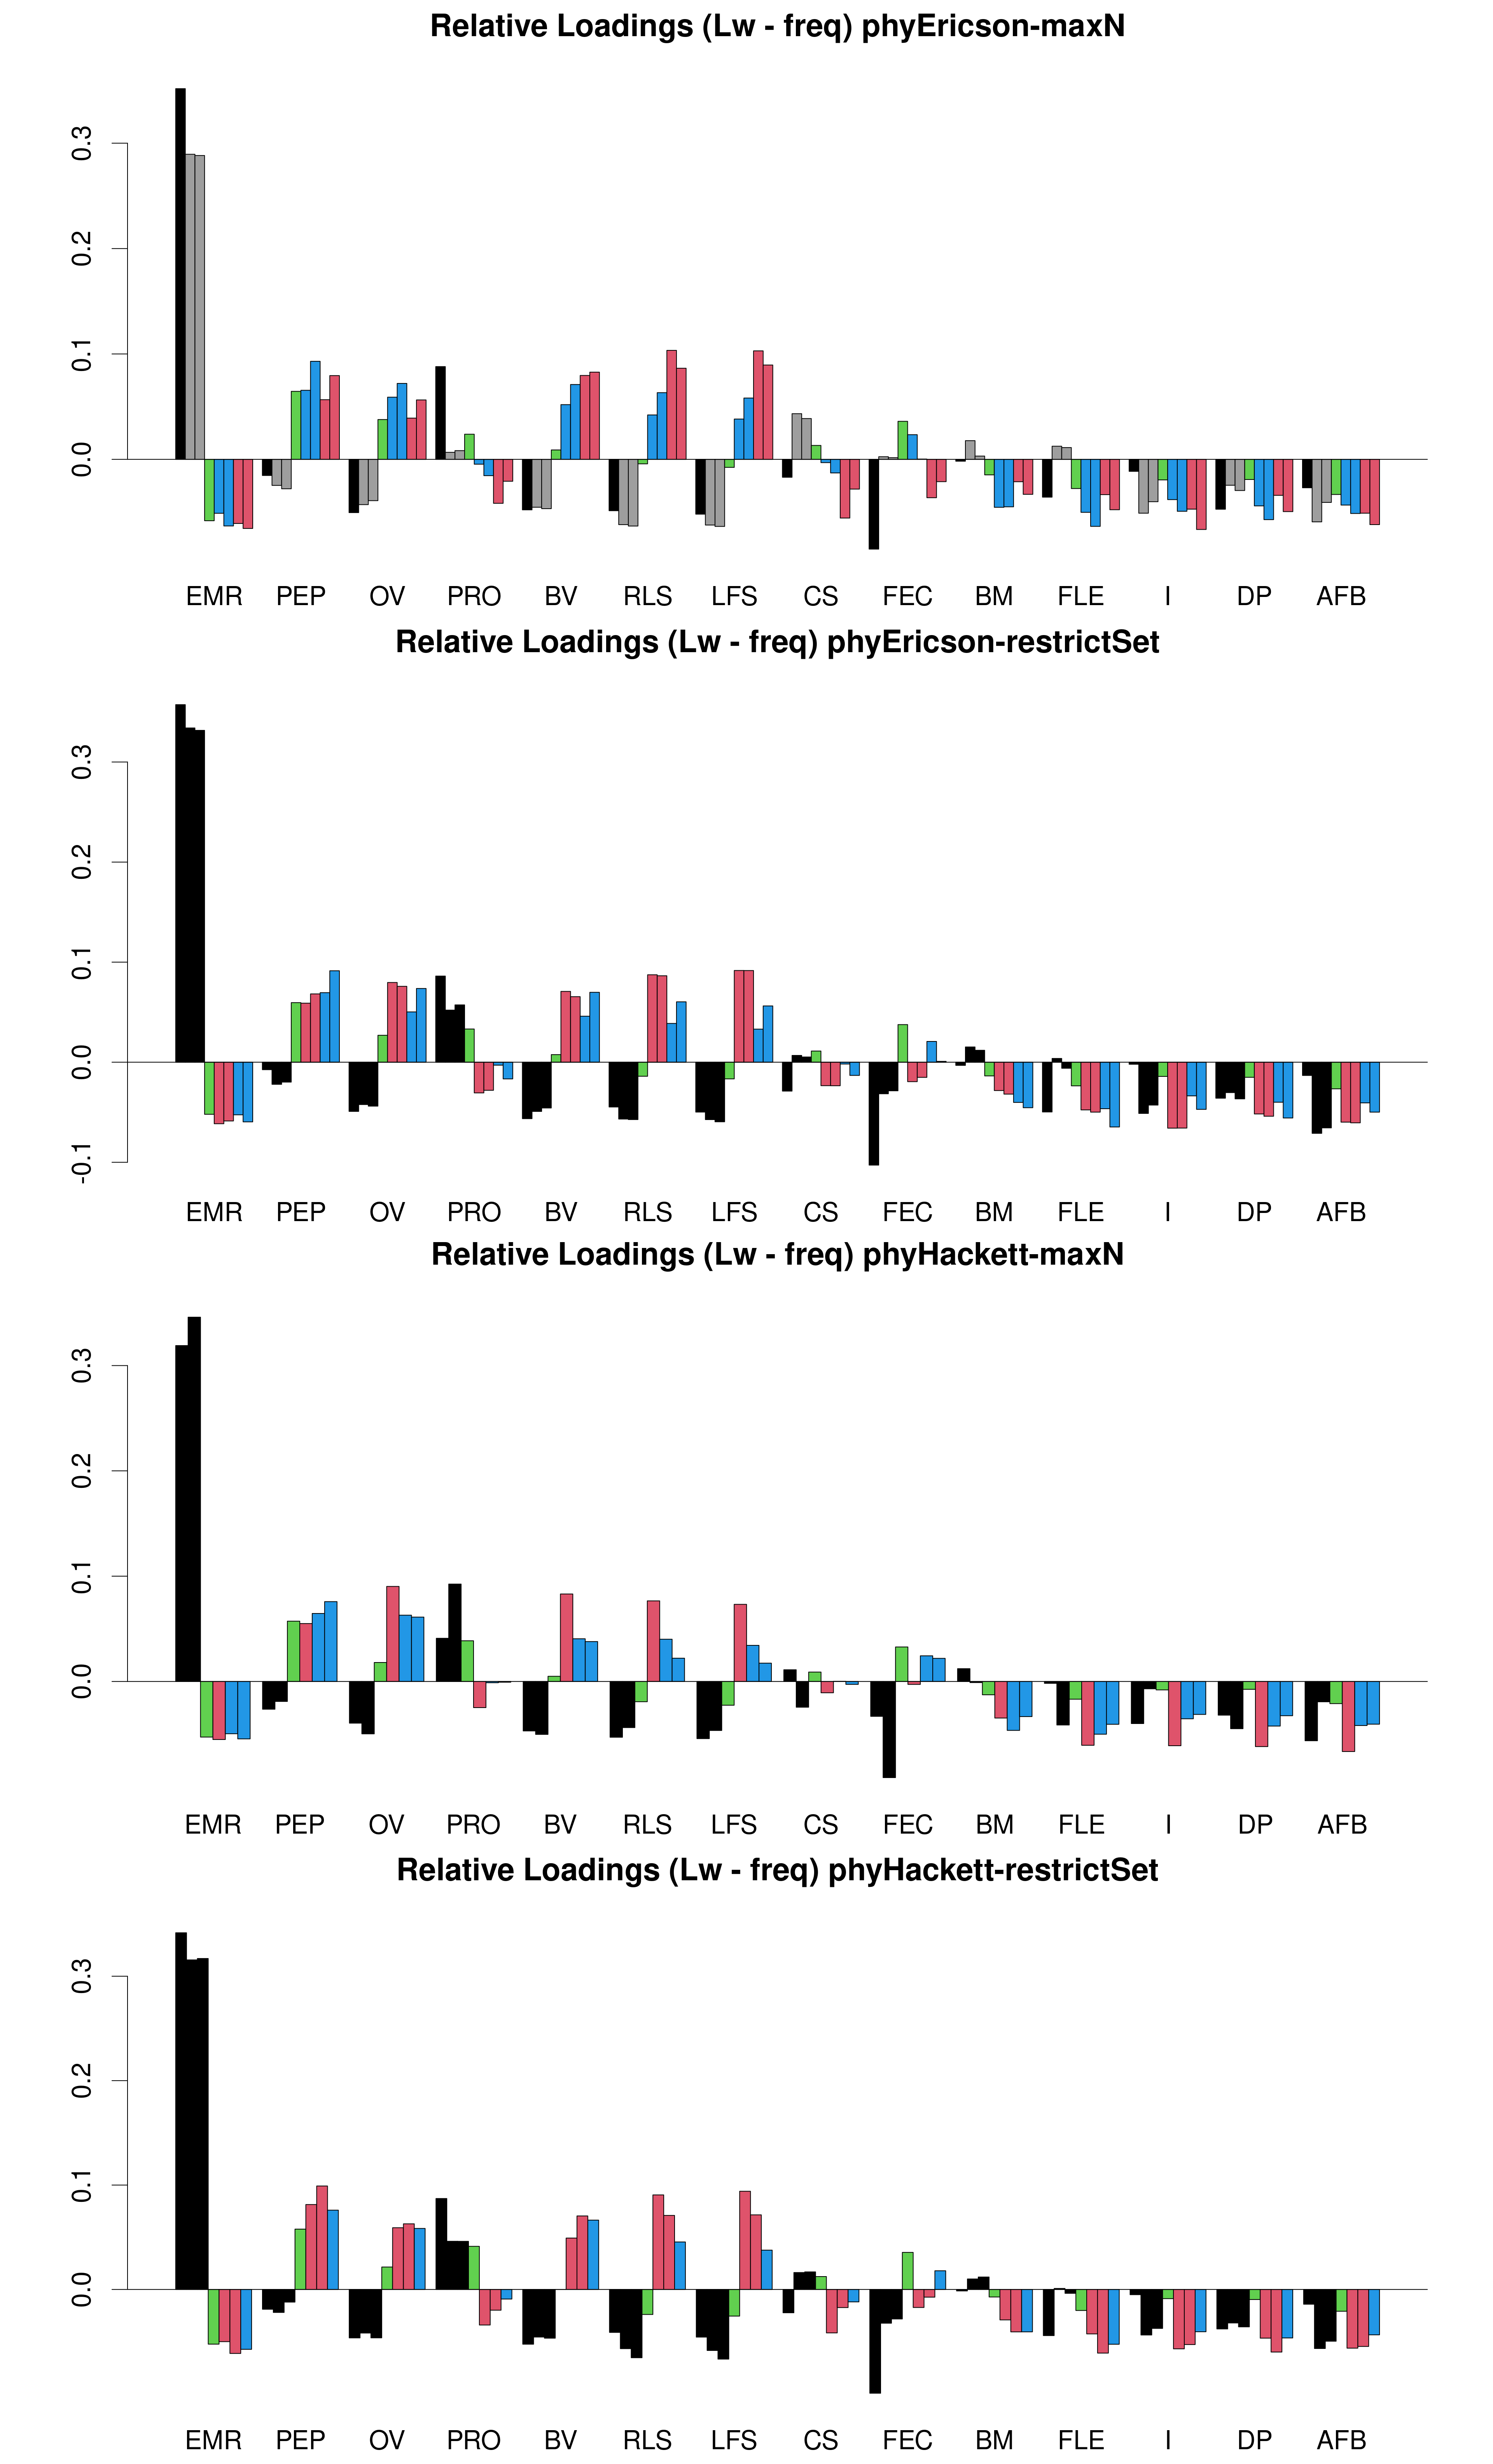 Relative Loadings (Lw - freq) phyEricson-maxN
0.3
0.2
0.1
0.0
EMR PEP OV PRO BV RLS LFS CS FEC BM FLE I DP AFB
Relative Loadings (Lw - freq) phyEricson-restrictSet
0.3
0.2
0.1
0.0
-0.1
EMR PEP OV PRO BV RLS LFS CS FEC BM FLE I DP AFB
Relative Loadings (Lw - freq) phyHackett-maxN
0.3
0.2
0.1
0.0
EMR PEP OV PRO BV RLS LFS CS FEC BM FLE I DP AFB
Relative Loadings (Lw - freq) phyHackett-restrictSet
0.3
0.2
0.1
0.0
EMR PEP OV PRO BV RLS LFS CS FEC BM FLE I DP AFB